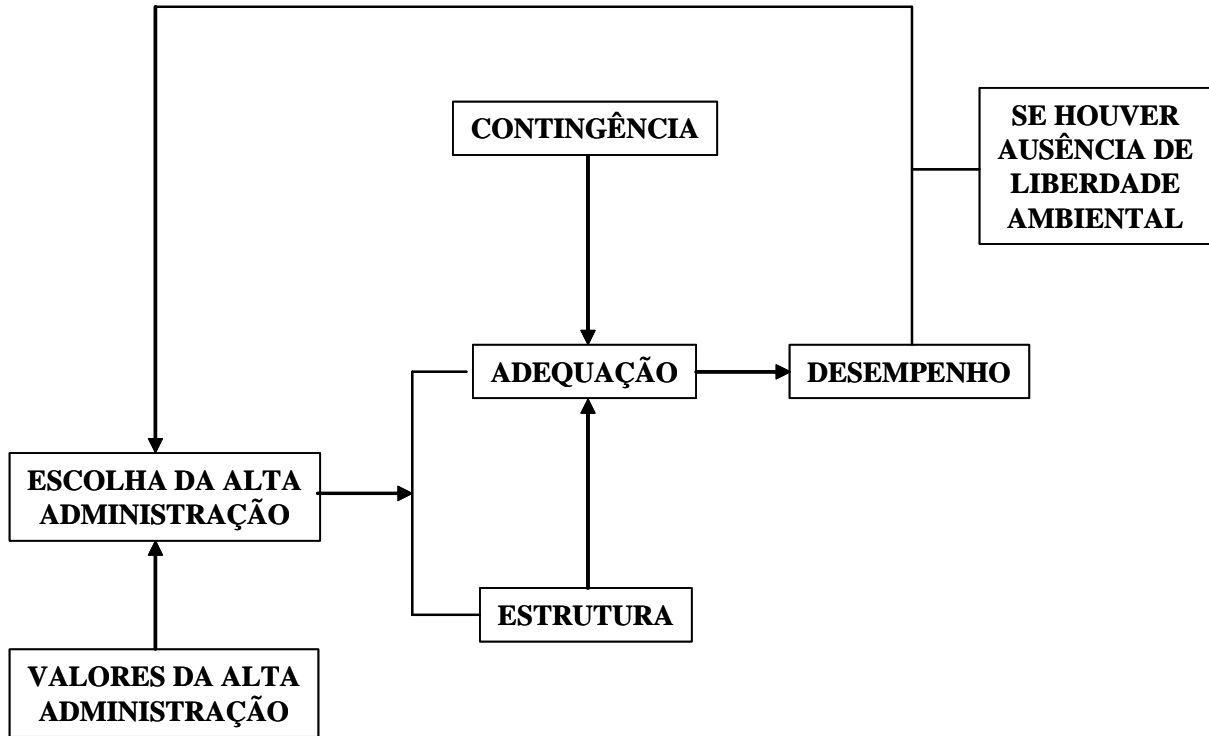 CONTINGÊNCIA
SE HOUVER
AUSÊNCIA DE
LIBERDADE
AMBIENTAL
ADEQUAÇÃO
DESEMPENHO
ESCOLHA DA ALTA
ADMINISTRAÇÃO
ESTRUTURA
VALORES DA ALTA
ADMINISTRAÇÃO